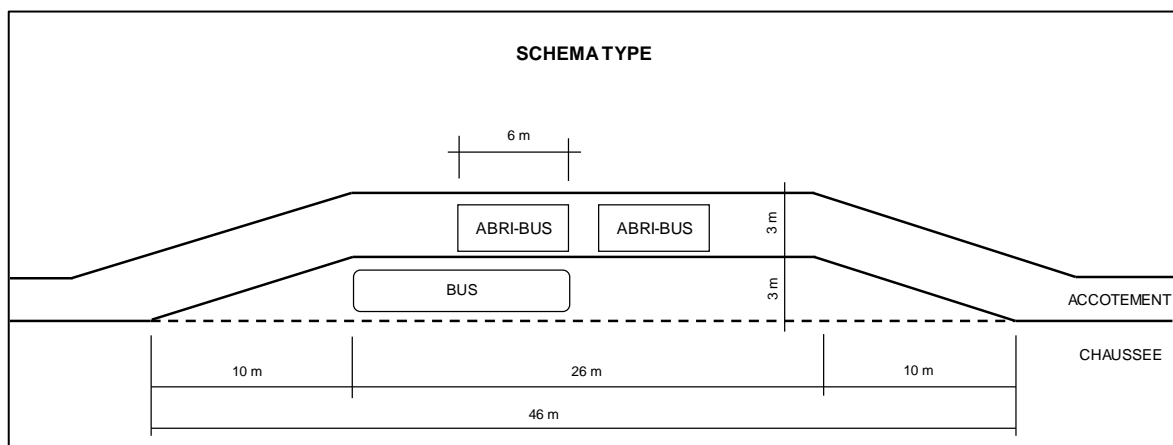 SCHEMA TYPE
6 m
ABRI-BUS
ABRI-BUS
3 m
BUS
3 m
ACCOTEMENT
CHAUSSEE
10 m
26 m
10 m
46 m